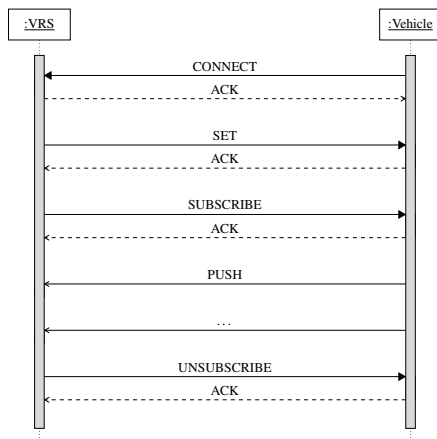 :VRS :Vehicle
CONNECT
ACK
SET
ACK
SUBSCRIBE
ACK
PUSH
...
UNSUBSCRIBE
ACK